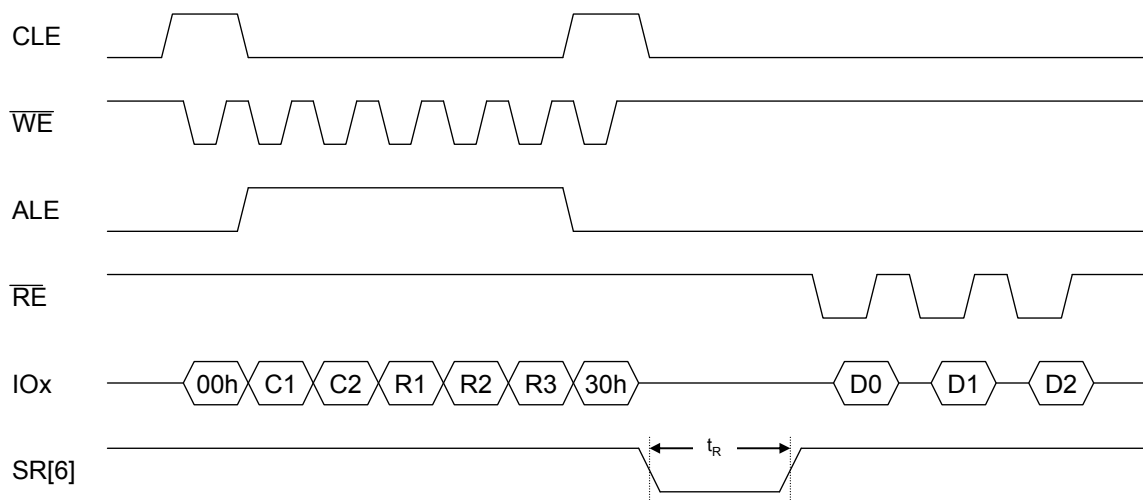 CLE
WE
ALE
RE
IOx 00h C1 C2 R1 R2 R3 30h D0 D1 D2
SR[6] tR